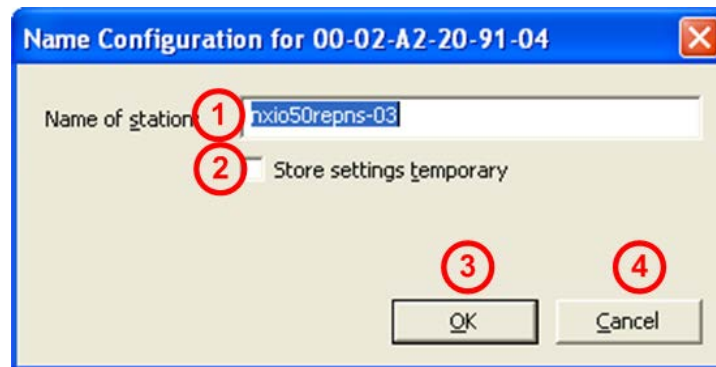 Name Configuration for 00-02-A2-20-91-04
Name of station: 1 nxio50repns-03
2 Store settings temporary
3 4
OK Cancel